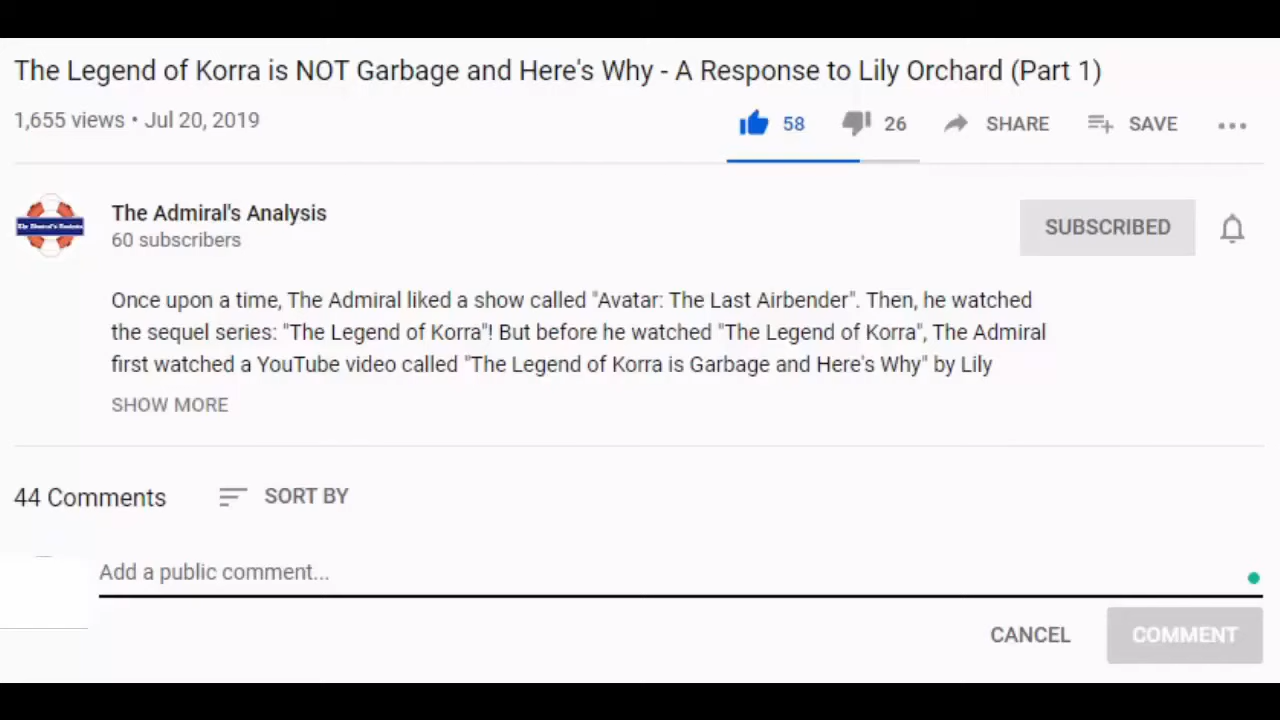 The Legend of Korra is NOT Garbage and Here's Why - A Response to Lily Orchard (Part 1)
1,655 views • Jul 20, 2019
58
26
SHARE
SAVE
The Admiral's Analysis
60 subscribers
SUBSCRIBED
Once upon a time, The Admiral liked a show called "Avatar: The Last Airbender". Then, he watched
the sequel series: "The Legend of Korra"! But before he watched "The Legend of Korra", The Admiral
first watched a YouTube video called "The Legend of Korra is Garbage and Here's Why" by Lily
SHOW MORE
44 Comments
SORT BY
Add a public comment...
CANCEL
COMMENT